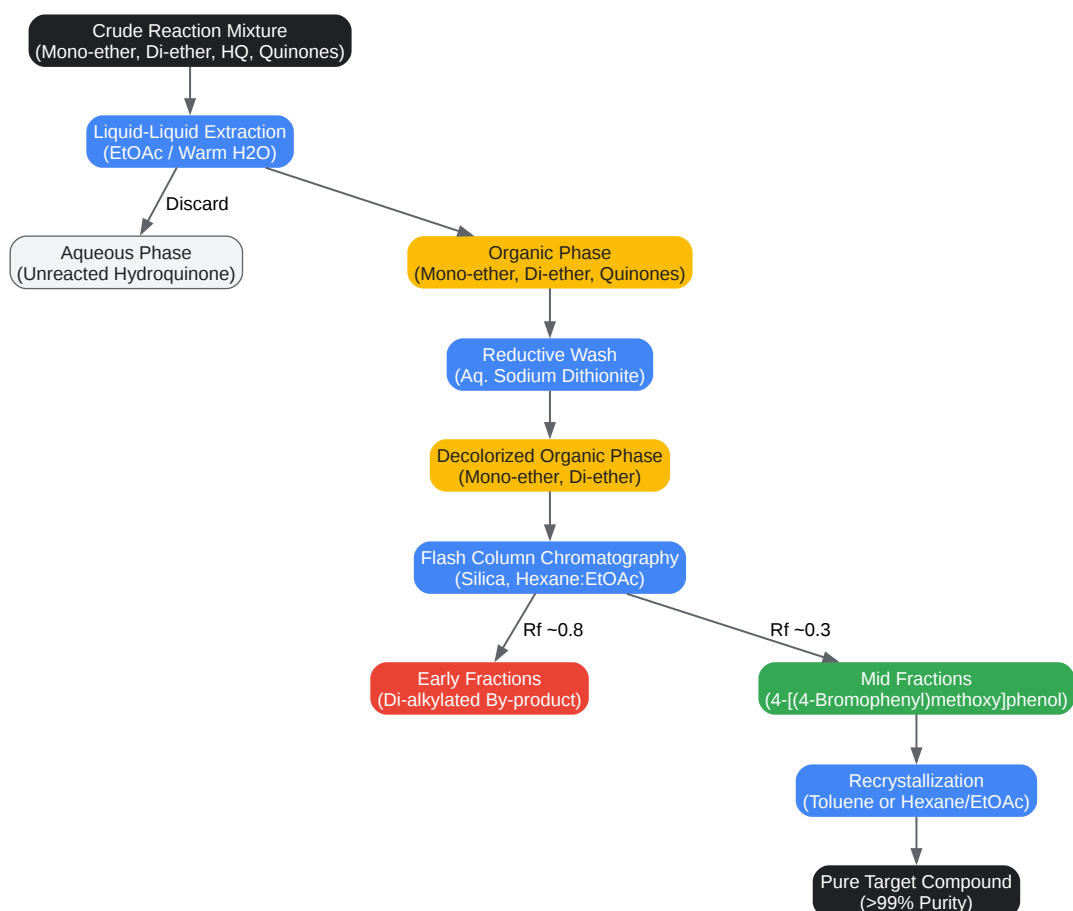 Crude Reaction Mixture
(Mono-ether, Di-ether, HQ, Quinones)
Liquid-Liquid Extraction
(EtOAc / Warm H2O)
Discard
Aqueous Phase
(Unreacted Hydroquinone)
Organic Phase
(Mono-ether, Di-ether, Quinones)
Reductive Wash
(Aq. Sodium Dithionite)
Decolorized Organic Phase
(Mono-ether, Di-ether)
Flash Column Chromatography
(Silica, Hexane:EtOAc)
Rf ~0.8
Rf ~0.3
Early Fractions
(Di-alkylated By-product)
Mid Fractions
(4-[(4-Bromophenyl)methoxy]phenol)
Recrystallization
(Toluene or Hexane/EtOAc)
Pure Target Compound
(>99% Purity)